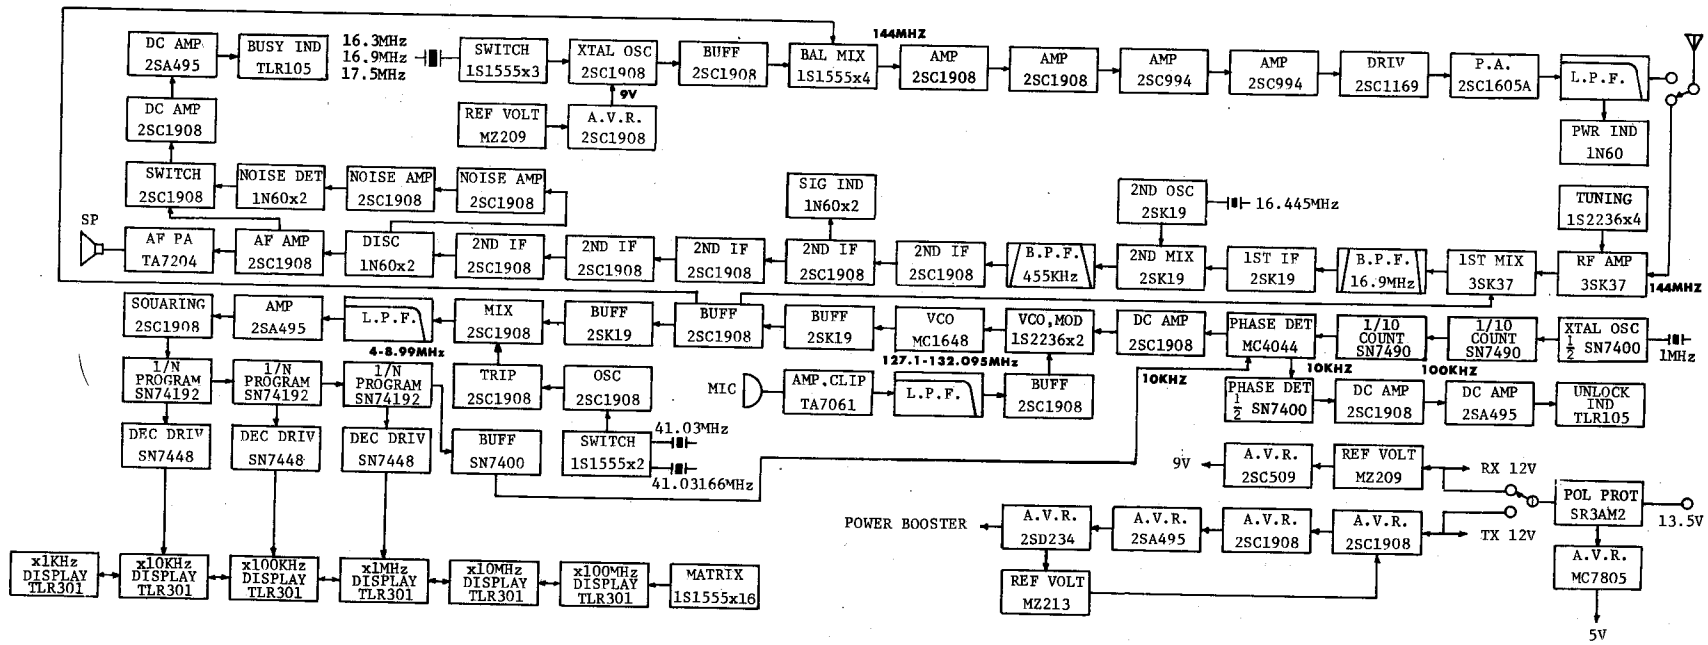 DC AMP
2SA495
BUSY IND
TLR105
16.3MHz
16.9MHz
17.5MHz
SWITCH
1S1555x3
XTAL OSC
2SC1908
BUFF
2SC1908
BAL MIX
1S1555x4
144MHZ
AMP
2SC1908
AMP
2SC1908
AMP
2SC994
AMP
2SC994
DRIV
2SC1169
P.A.
2SC1605A
L.P.F.
DC AMP
2SC1908
REF VOLT
MZ209
9V
A.V.R.
2SC1908
PWR IND
1N60
SWITCH
2SC1908
NOISE DET
1N60x2
NOISE AMP
2SC1908
NOISE AMP
2SC1908
SIG IND
1N60x2
2ND OSC
2SK19
16.445MHz
TUNING
1S2236x4
SP
AF PA
TA7204
AF AMP
2SC1908
DISC
1N60x2
2ND IF
2SC1908
2ND IF
2SC1908
2ND IF
2SC1908
2ND IF
2SC1908
2ND IF
2SC1908
B.P.F.
455KHz
2ND MIX
2SK19
1ST IF
2SK19
B.P.F.
16.9MHz
1ST MIX
3SK37
RF AMP
3SK37
144MHZ
SOUARING
2SC1908
AMP
2SA495
L.P.F.
4-8.99MHz
MIX
2SC1908
BUFF
2SK19
BUFF
2SC1908
BUFF
2SK19
VCO
MC1648
127.1-132.095MHz
VCO,MOD
1S2236x2
DC AMP
2SC1908
PHASE DET
MC4044
1/10
COUNT
SN7490
1/10
COUNT
SN7490
XTAL OSC
1/2 SN7400
1MHz
1/N
PROGRAM
SN74192
1/N
PROGRAM
SN74192
1/N
PROGRAM
SN74192
TRIP
2SC1908
OSC
2SC1908
MIC
AMP,CLIP
TA7061
L.P.F.
BUFF
2SC1908
10KHZ
10KHZ
100KHZ
PHASE DET
1/2 SN7400
DC AMP
2SC1908
DC AMP
2SA495
UNLOCK
IND
TLR105
DEC DRIV
SN7448
DEC DRIV
SN7448
DEC DRIV
SN7448
BUFF
SN7400
SWITCH
1S1555x2
41.03MHz
41.03166MHz
9V
A.V.R.
2SC509
REF VOLT
MZ209
RX 12V
POL PROT
SR3AM2
13.5V
POWER BOOSTER
A.V.R.
2SD234
A.V.R.
2SA495
A.V.R.
2SC1908
A.V.R.
2SC1908
TX 12V
x1KHz
DISPLAY
TLR301
x10KHz
DISPLAY
TLR301
x100KHz
DISPLAY
TLR301
x1MHz
DISPLAY
TLR301
x10MHz
DISPLAY
TLR301
x100MHz
DISPLAY
TLR301
MATRIX
1S1555x16
REF VOLT
MZ213
A.V.R.
MC7805
5V